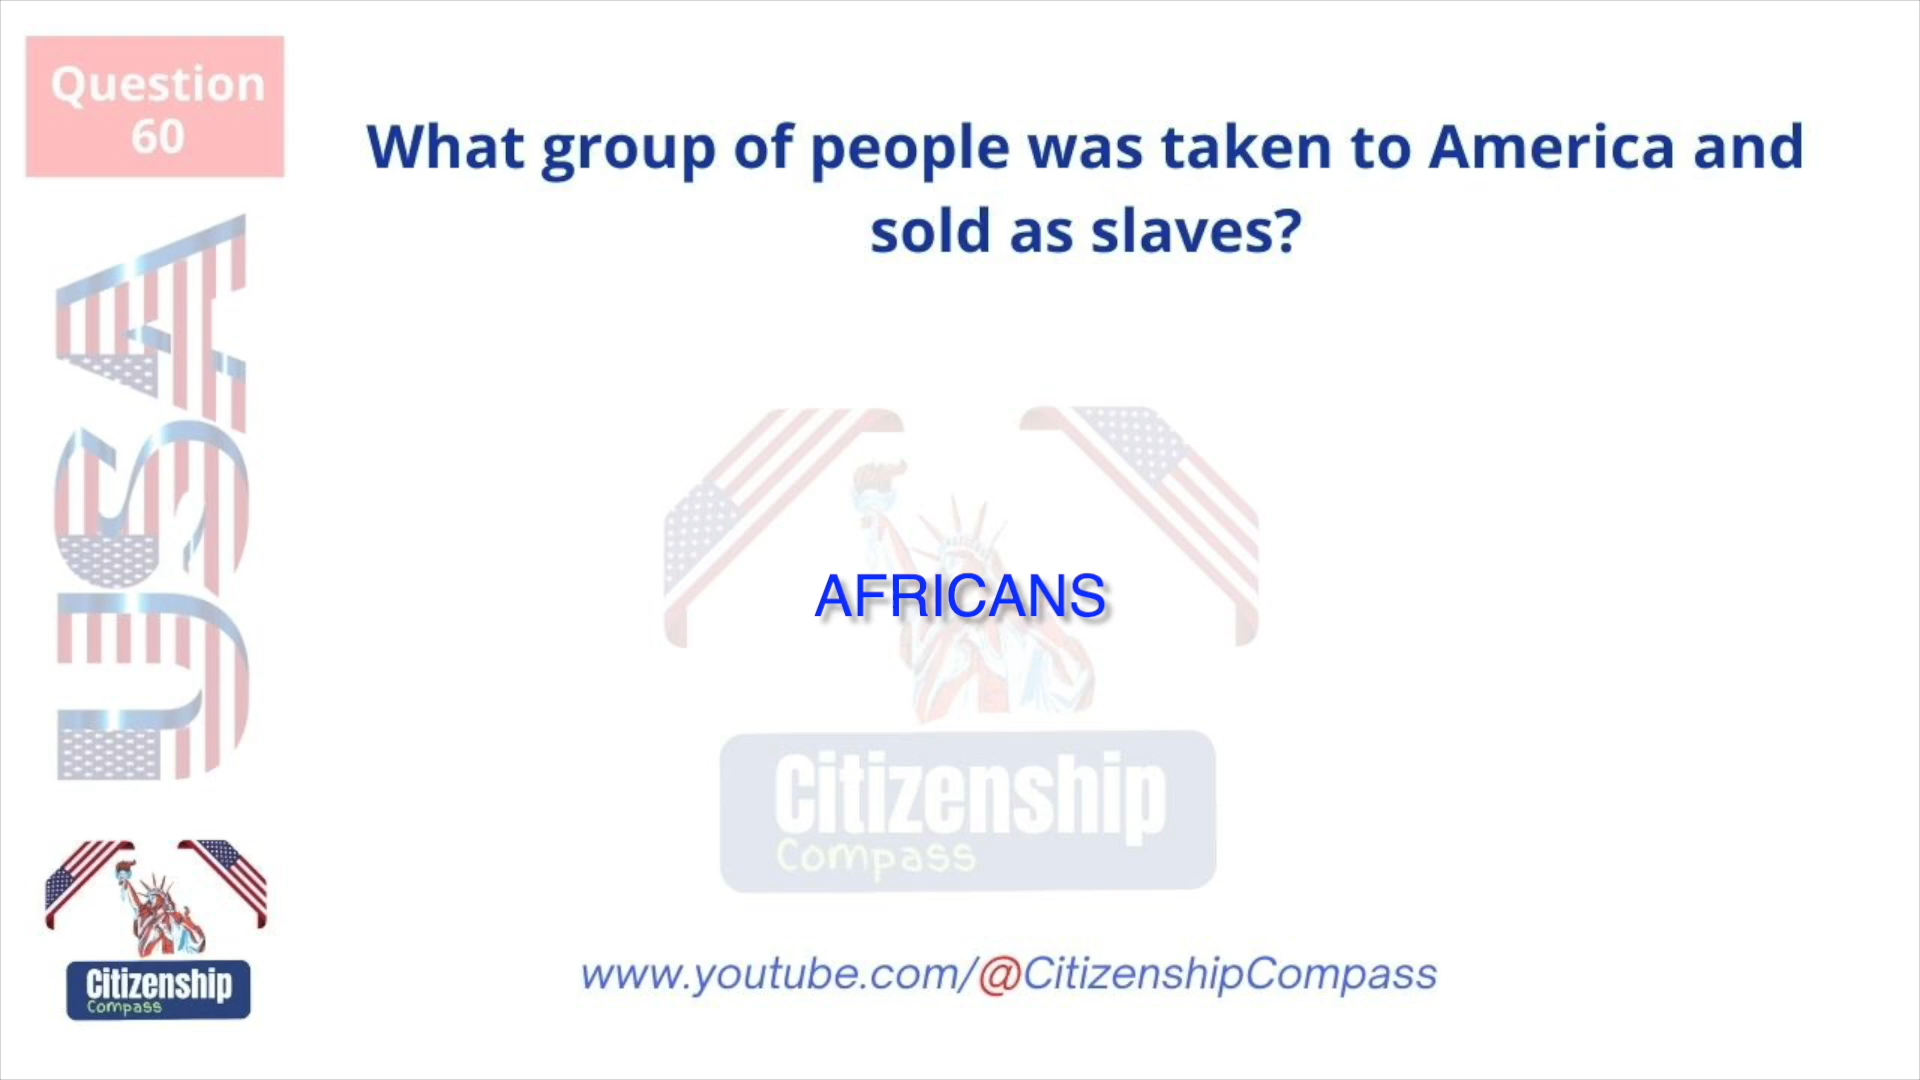 Question
60
What group of people was taken to America and
sold as slaves?
USA
AFRICANS
Citizenship
Compass
Citizenship
Compass
www.youtube.com/@CitizenshipCompass